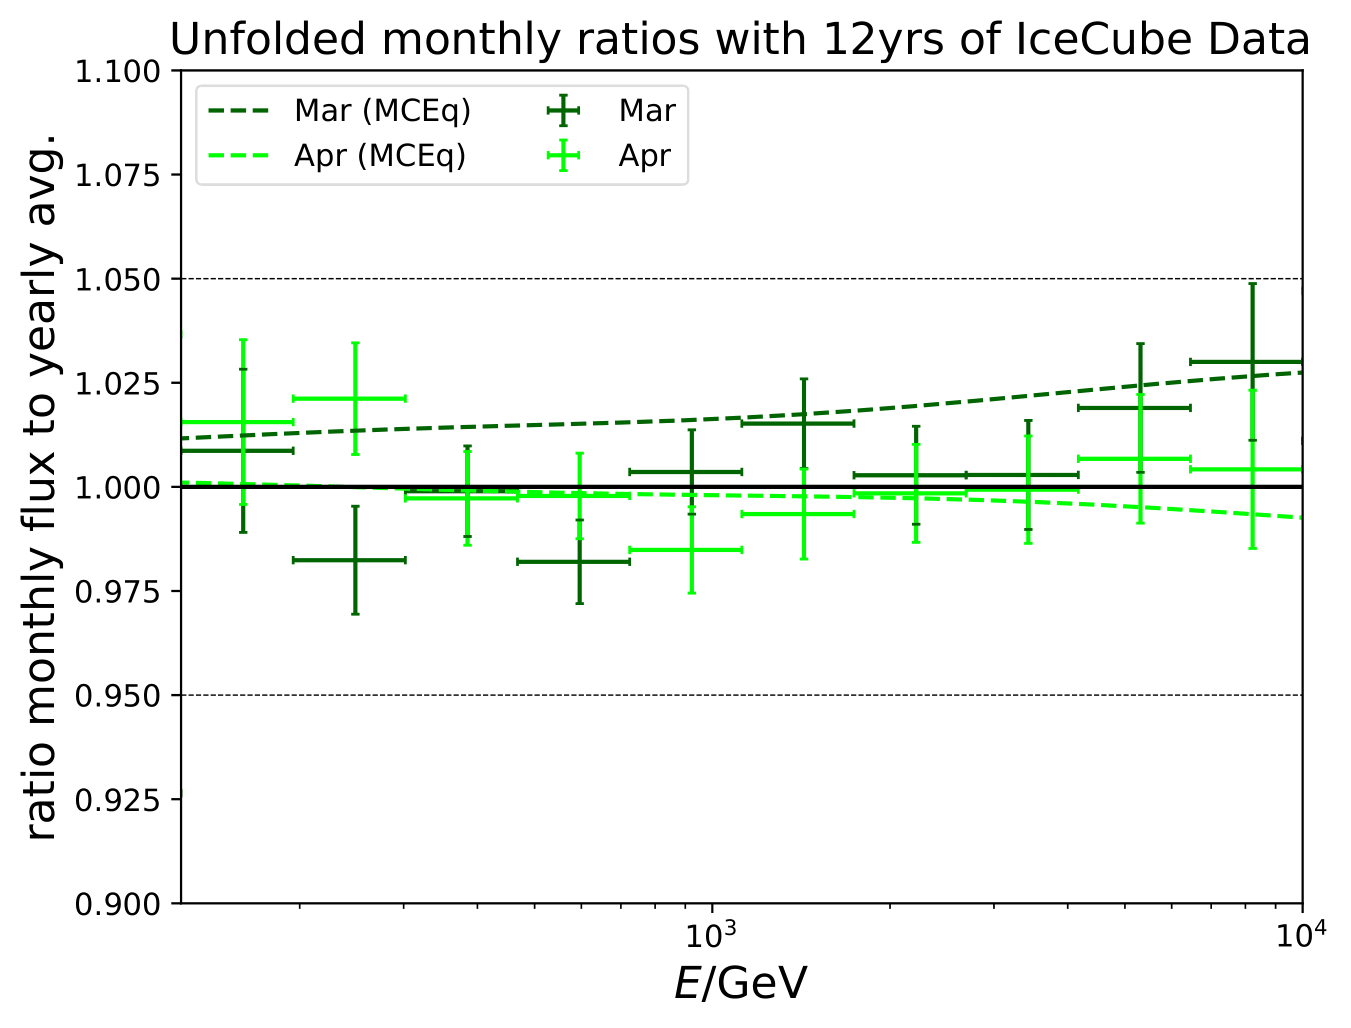 Unfolded monthly ratios with 12yrs of IceCube Data
ratio monthly flux to yearly avg.
1.100
1.075
1.050
1.025
1.000
0.975
0.950
0.925
0.900
Mar (MCEq)
Apr (MCEq)
Mar
Apr
10³
10⁴
E/GeV